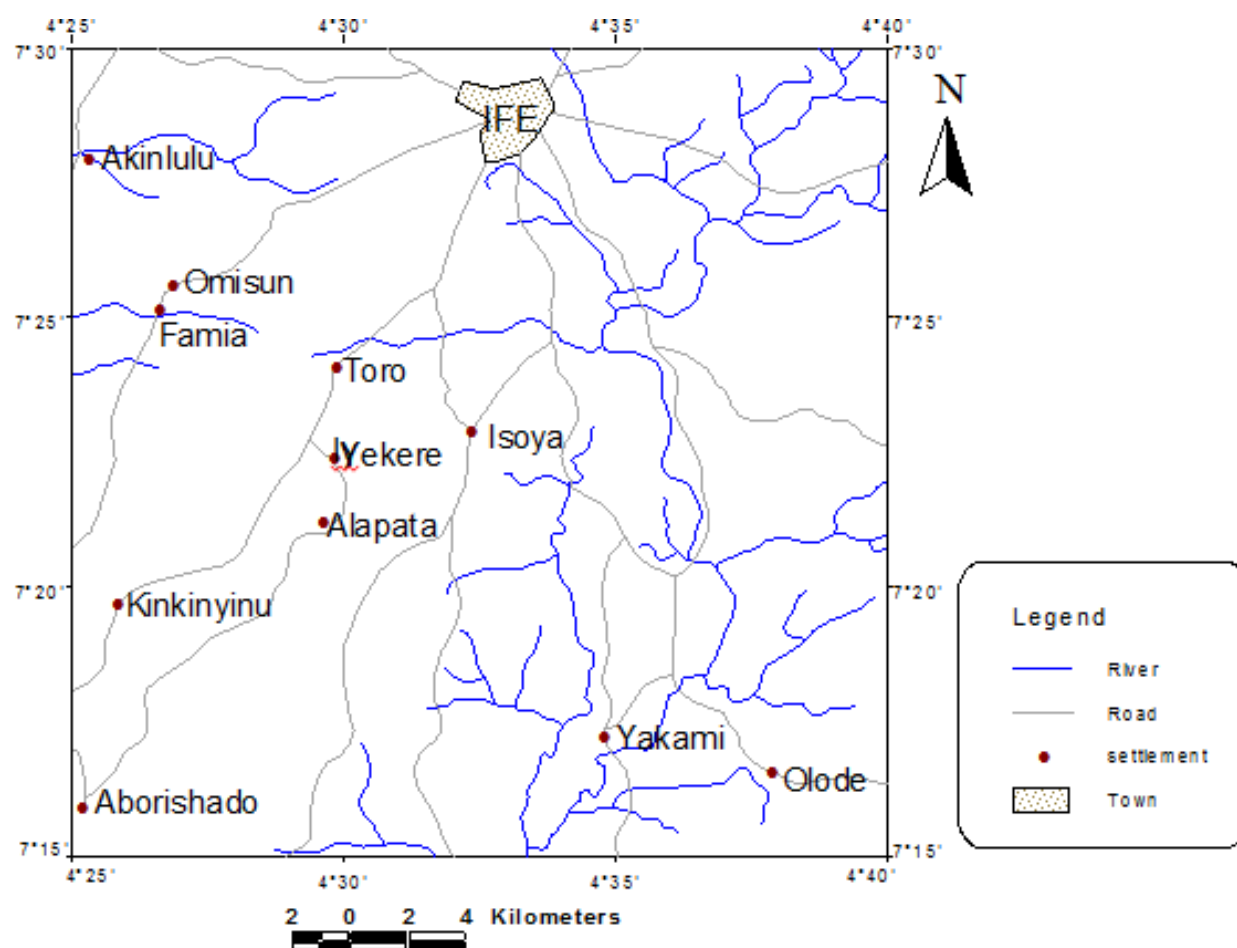 4°25' 4°30' 4°35' 4°40'
7°30' 7°30'
N
IFE
Akinlulu
Omisun
7°25' Famia 7°25'
Toro
Isoya
IYekere
Alapata
7°20' Kinkinyinu 7°20'
Legend
River
Road
settlement
Town
Yakami
Olode
Aborishado
7°15' 7°15'
4°25' 4°30' 4°35' 4°40'
2 0 2 4 Kilometers